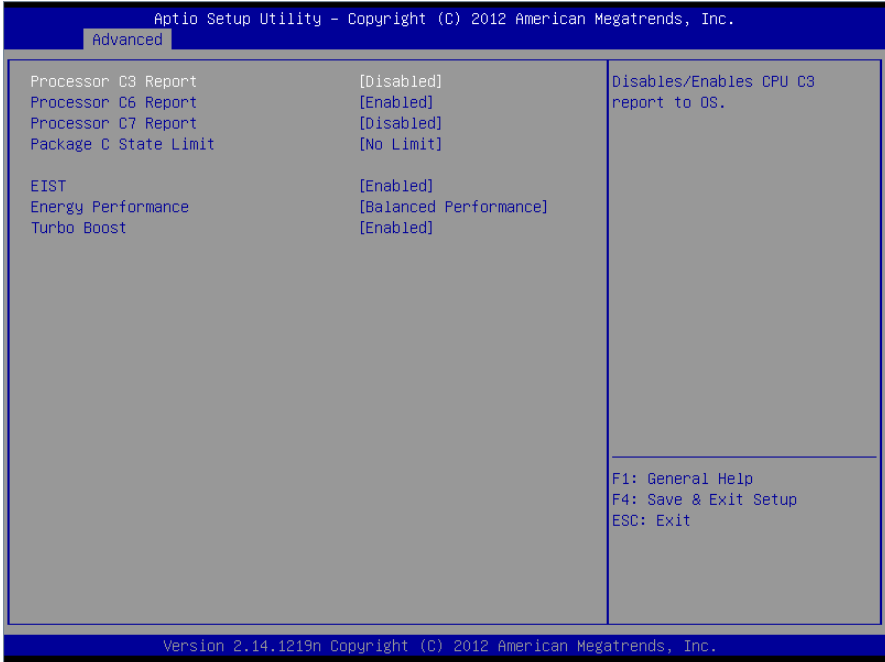 Aptio Setup Utility – Copyright (C) 2012 American Megatrends, Inc.
Advanced
Processor C3 Report [Disabled]
Processor C6 Report [Enabled]
Processor C7 Report [Disabled]
Package C State Limit [No Limit]
EIST [Enabled]
Energy Performance [Balanced Performance]
Turbo Boost [Enabled]
Disables/Enables CPU C3
report to OS.
F1: General Help
F4: Save & Exit Setup
ESC: Exit
Version 2.14.1219n Copyright (C) 2012 American Megatrends, Inc.